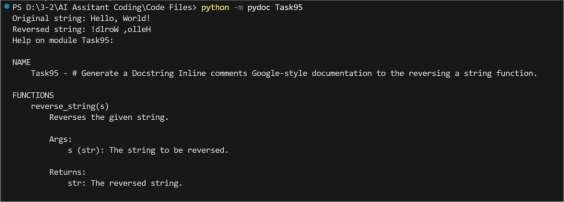 PS D:\3-2\AI Assitant Coding\Code Files> python -m pydoc Task95
Original string: Hello, World!
Reversed string: !dlroW ,olleH
Help on module Task95:
NAME
Task95 - # Generate a Docstring Inline comments Google-style documentation to the reversing a string function.
FUNCTIONS
reverse_string(s)
Reverses the given string.
Args:
s (str): The string to be reversed.
Returns:
str: The reversed string.